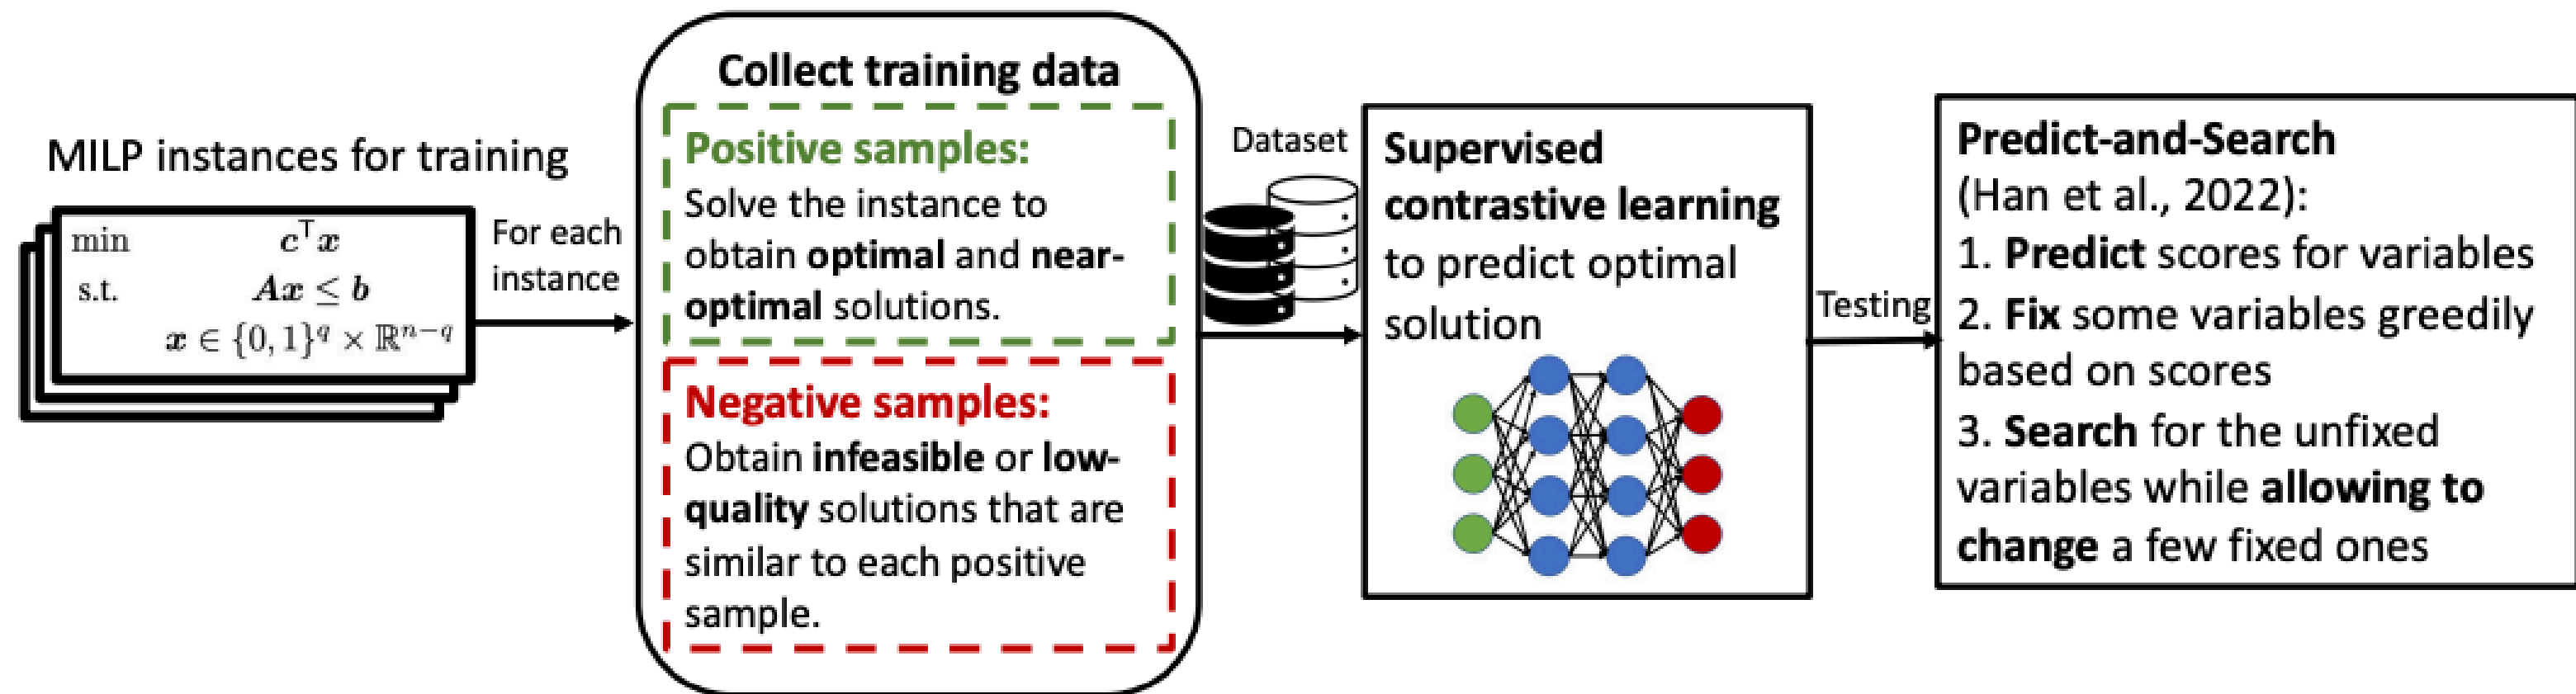 MILP instances for training
min c⊤x
s.t. Ax ≤ b
x ∈ {0, 1}^q × ℝ^{n−q}
For each
instance
Collect training data
Positive samples:
Solve the instance to
obtain optimal and near-
optimal solutions.
Negative samples:
Obtain infeasible or low-
quality solutions that are
similar to each positive
sample.
Dataset
Supervised
contrastive learning
to predict optimal
solution
Testing
Predict-and-Search
(Han et al., 2022):
1. Predict scores for variables
2. Fix some variables greedily
based on scores
3. Search for the unfixed
variables while allowing to
change a few fixed ones